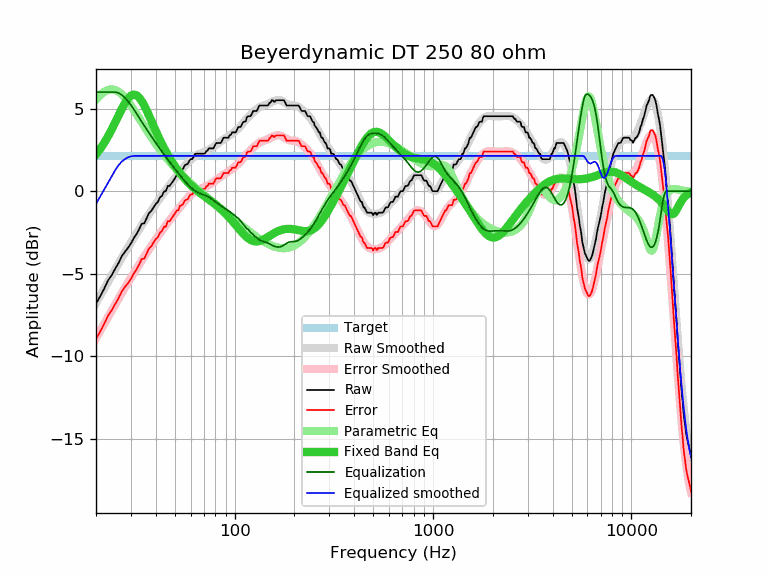 Beyerdynamic DT 250 80 ohm
5
0
−5
−10
−15
Amplitude (dBr)
Target
Raw Smoothed
Error Smoothed
Raw
Error
Parametric Eq
Fixed Band Eq
Equalization
Equalized smoothed
100
1000
10000
Frequency (Hz)